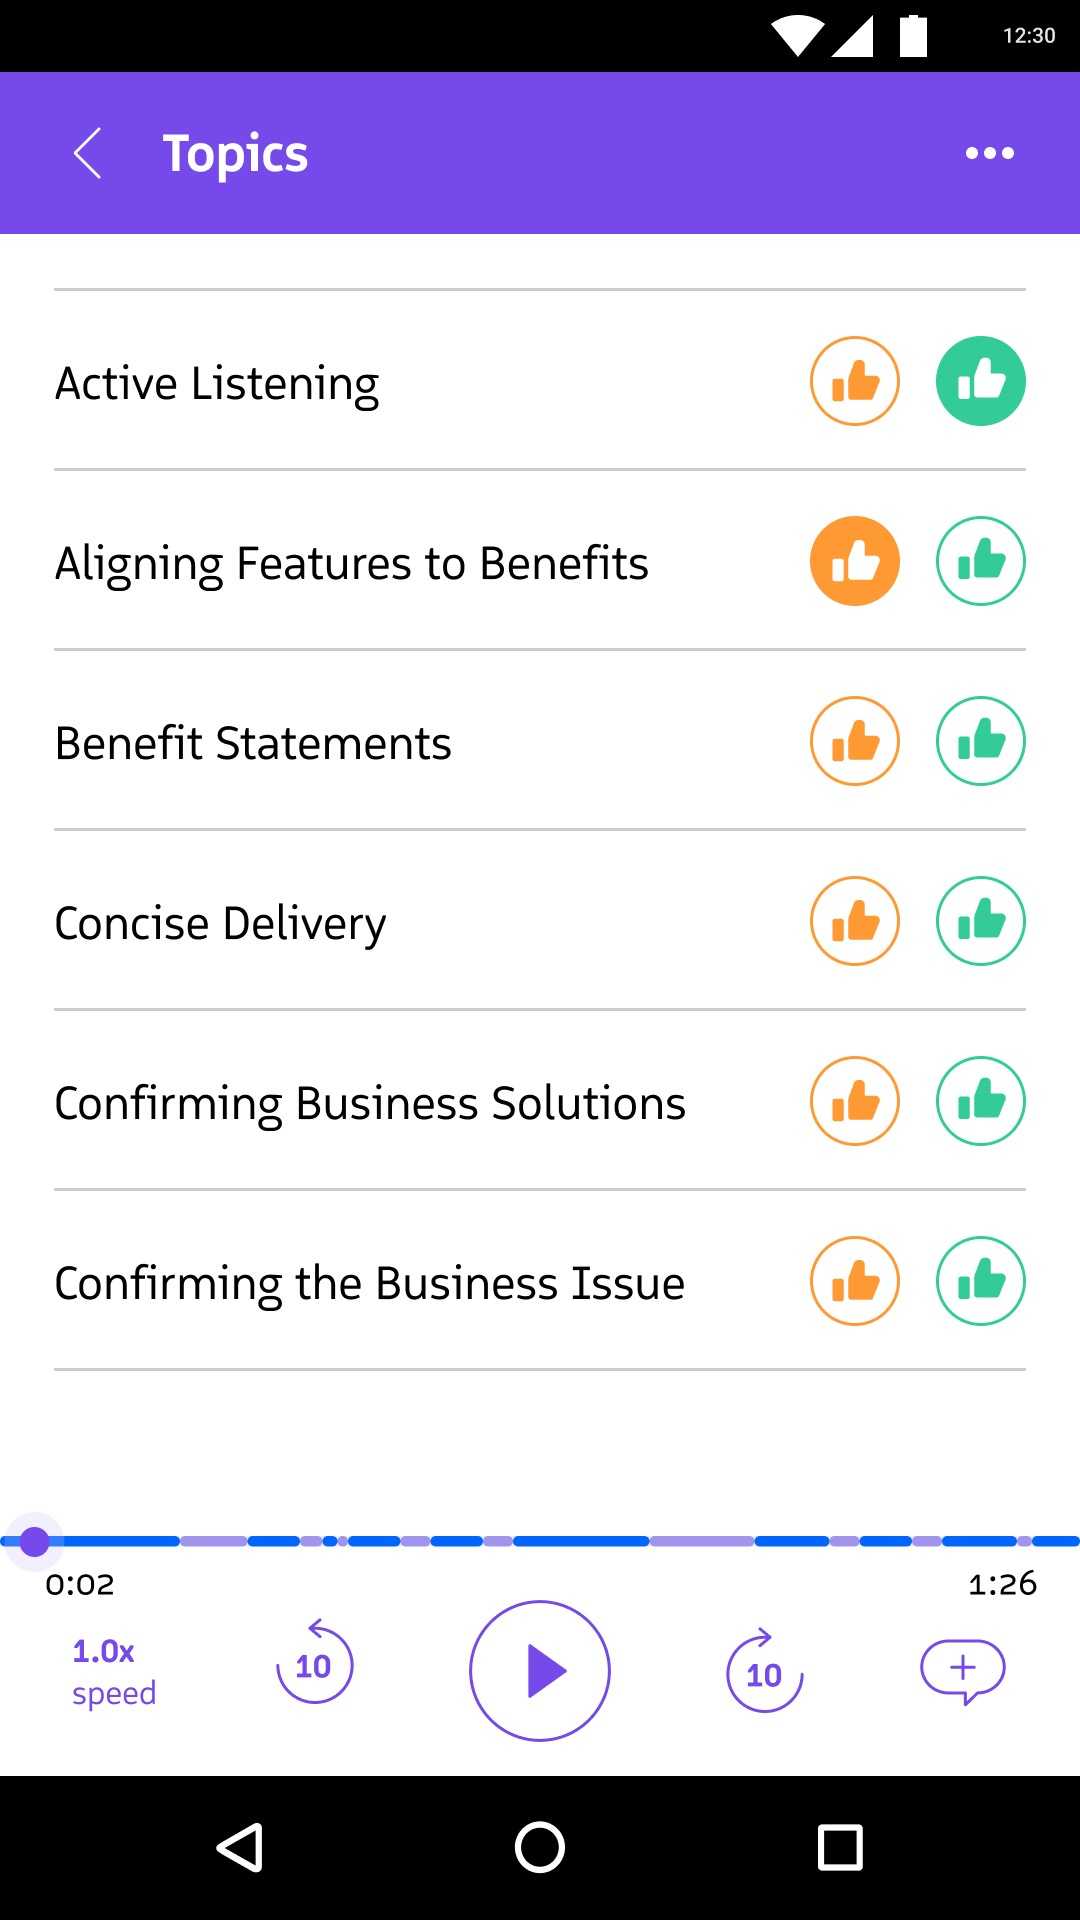 12:30
Topics
Active Listening
Aligning Features to Benefits
Benefit Statements
Concise Delivery
Confirming Business Solutions
Confirming the Business Issue
0:02
1:26
1.0x
speed
10
10